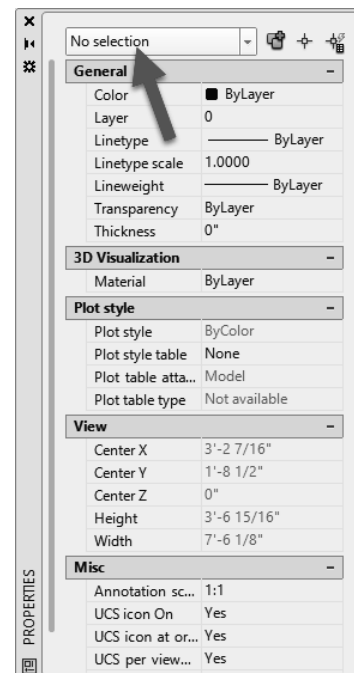 No selection
General
Color ByLayer
Layer 0
Linetype ByLayer
Linetype scale 1.0000
Lineweight ByLayer
Transparency ByLayer
Thickness 0"
3D Visualization
Material ByLayer
Plot style
Plot style ByColor
Plot style table None
Plot table atta... Model
Plot table type Not available
View
Center X 3'-2 7/16"
Center Y 1'-8 1/2"
Center Z 0"
Height 3'-6 15/16"
Width 7'-6 1/8"
Misc
Annotation sc... 1:1
UCS icon On Yes
UCS icon at or... Yes
UCS per view... Yes
PROPERTIES